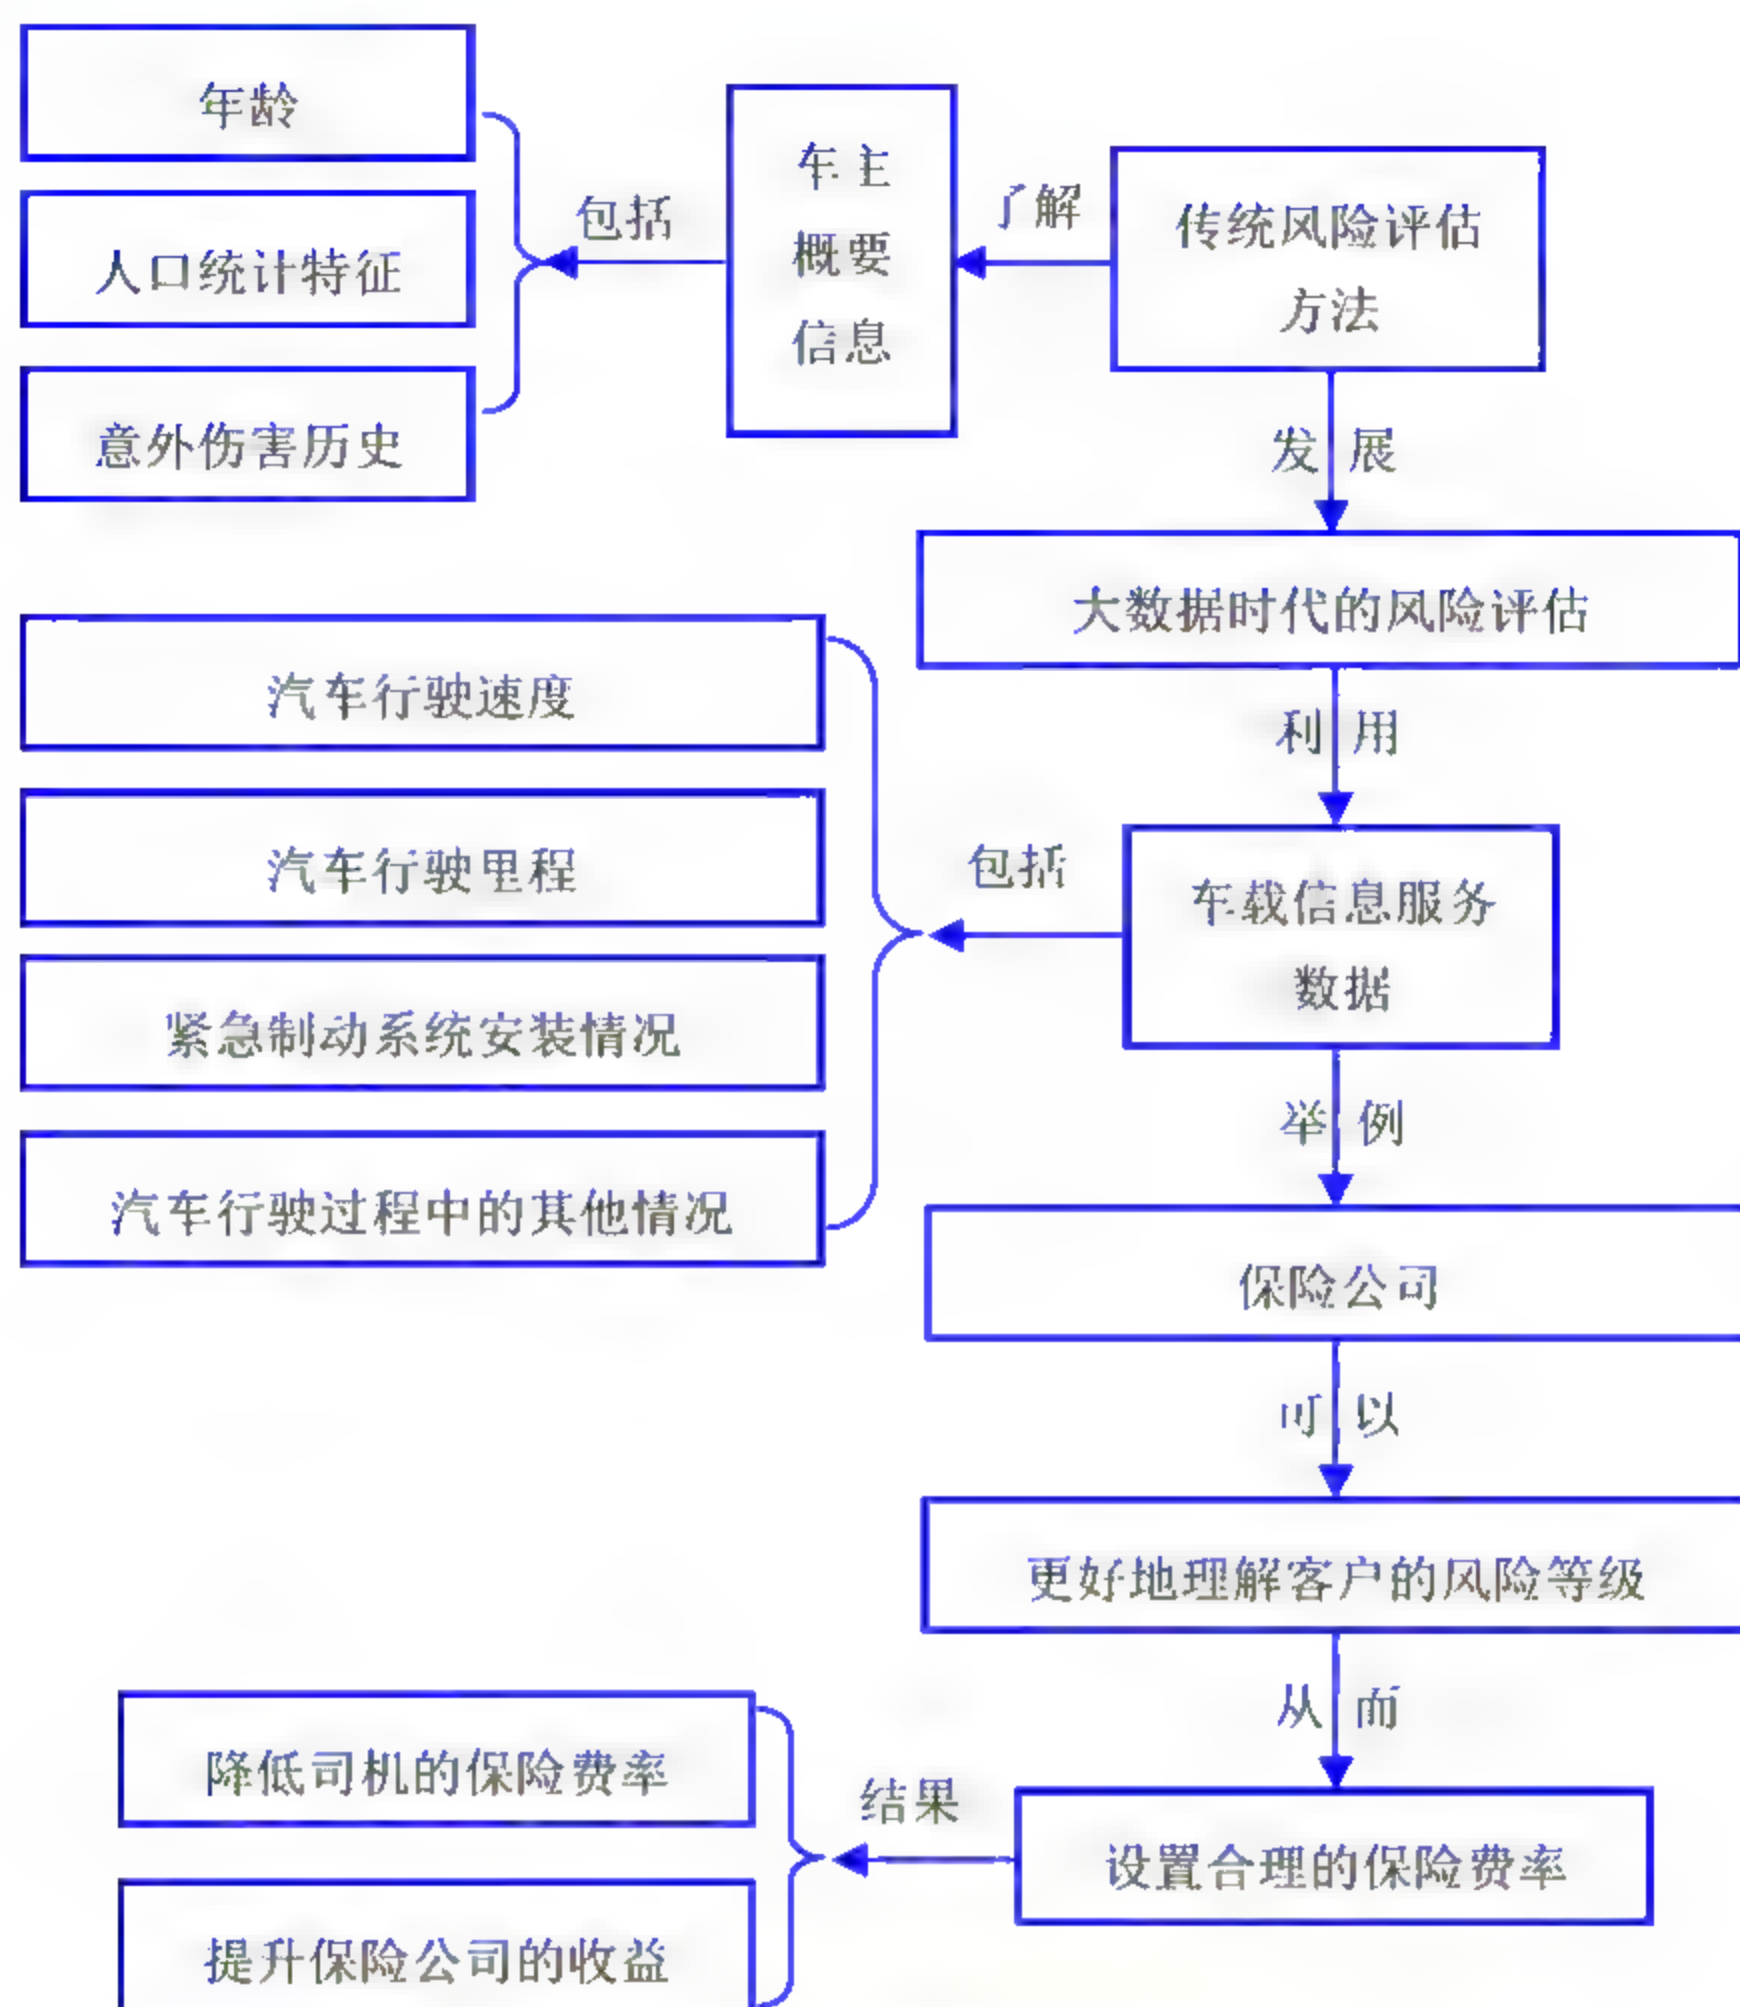 年龄
人口统计特征
意外伤害历史
包括
车主
概要
信息
了解
传统风险评估
方法
发展
大数据时代的风险评估
利用
车载信息服务
数据
包括
汽车行驶速度
汽车行驶里程
紧急制动系统安装情况
汽车行驶过程中的其他情况
举例
保险公司
可以
更好地理解客户的风险等级
从而
设置合理的保险费率
结果
降低司机的保险费率
提升保险公司的收益